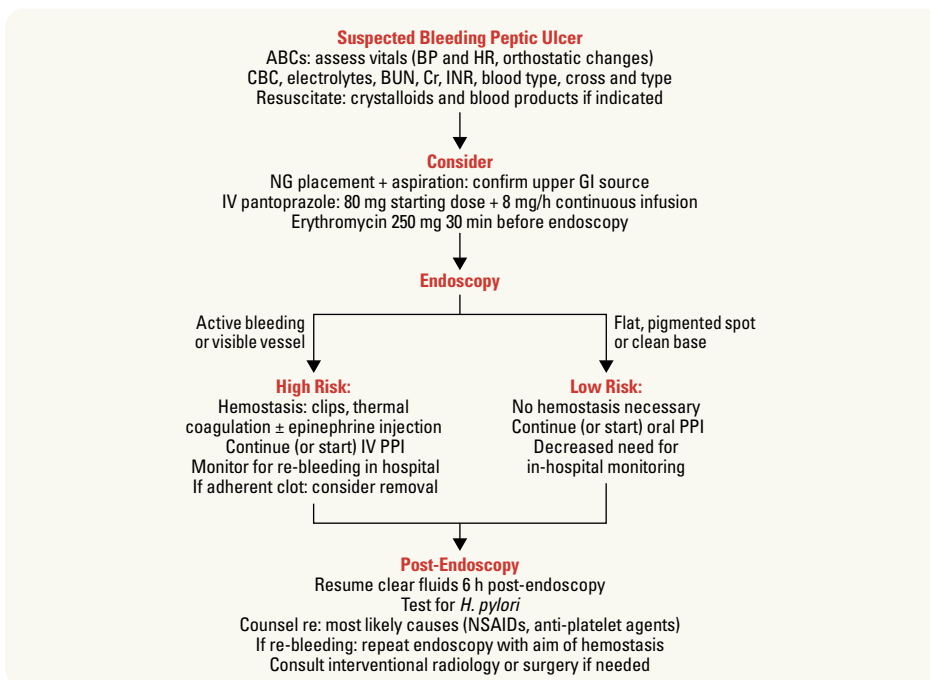 Suspected Bleeding Peptic Ulcer
ABCs: assess vitals (BP and HR, orthostatic changes)
CBC, electrolytes, BUN, Cr, INR, blood type, cross and type
Resuscitate: crystalloids and blood products if indicated
Consider
NG placement + aspiration: confirm upper GI source
IV pantoprazole: 80 mg starting dose + 8 mg/h continuous infusion
Erythromycin 250 mg 30 min before endoscopy
Endoscopy
Active bleeding
or visible vessel
Flat, pigmented spot
or clean base
High Risk:
Hemostasis: clips, thermal
coagulation ± epinephrine injection
Continue (or start) IV PPI
Monitor for re-bleeding in hospital
If adherent clot: consider removal
Low Risk:
No hemostasis necessary
Continue (or start) oral PPI
Decreased need for
in-hospital monitoring
Post-Endoscopy
Resume clear fluids 6 h post-endoscopy
Test for H. pylori
Counsel re: most likely causes (NSAIDs, anti-platelet agents)
If re-bleeding: repeat endoscopy with aim of hemostasis
Consult interventional radiology or surgery if needed